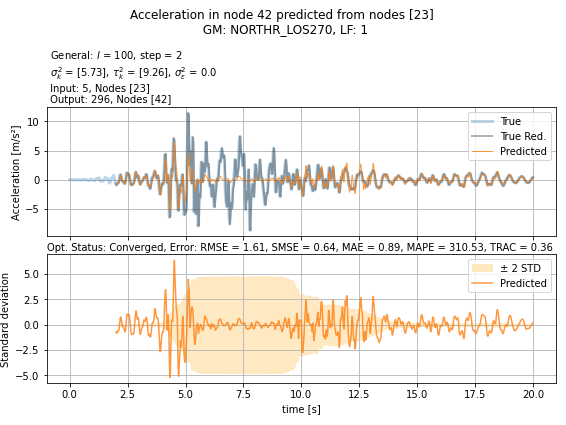 Acceleration in node 42 predicted from nodes [23]
GM: NORTHR_LOS270, LF: 1
General: l = 100, step = 2
σ²ₖ = [5.73], τ²ₖ = [9.26], σ²ε = 0.0
Input: 5, Nodes [23]
Output: 296, Nodes [42]
True
True Red.
Predicted
Acceleration [m/s²]
10
5
0
−5
Opt. Status: Converged, Error: RMSE = 1.61, SMSE = 0.64, MAE = 0.89, MAPE = 310.53, TRAC = 0.36
± 2 STD
Predicted
Standard deviation
5.0
2.5
0.0
−2.5
−5.0
0.0 2.5 5.0 7.5 10.0 12.5 15.0 17.5 20.0
time [s]